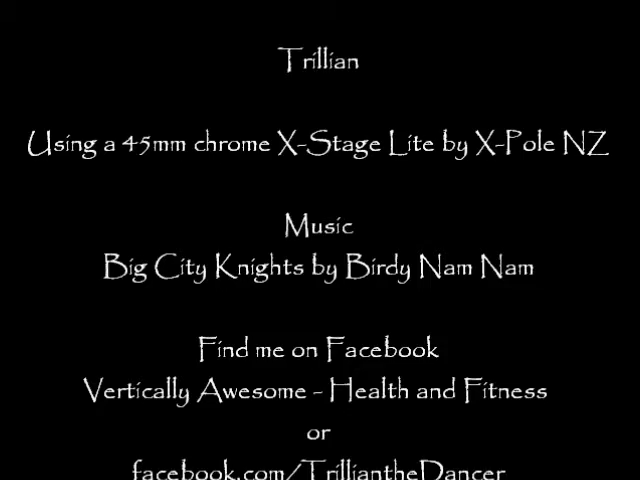 Trillian
Using a 45mm chrome X-Stage Lite by X-Pole NZ
Music
Big City Knights by Birdy Nam Nam
Find me on Facebook
Vertically Awesome - Health and Fitness
or
facebook.com/TrilliantheDancer